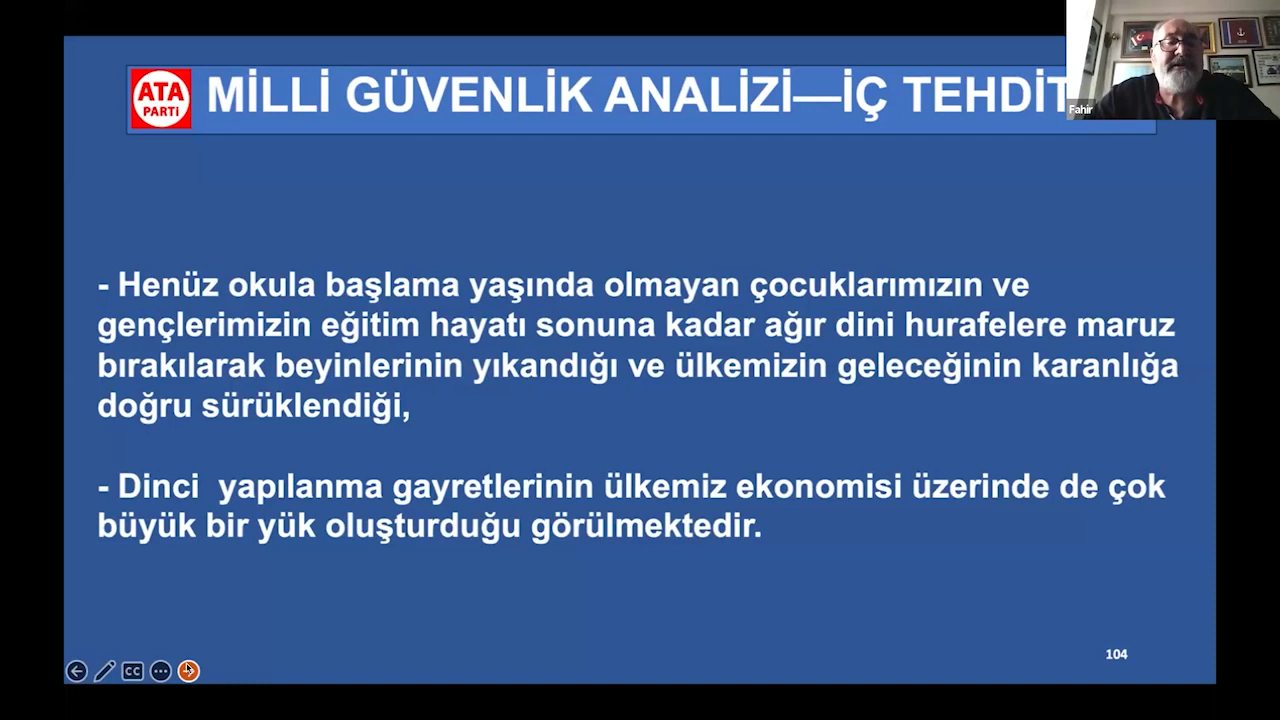 ATA
PARTİ
MİLLİ GÜVENLİK ANALİZİ—İÇ TEHDİT
- Henüz okula başlama yaşında olmayan çocuklarımızın ve
gençlerimizin eğitim hayatı sonuna kadar ağır dini hurafelere maruz
bırakılarak beyinlerinin yıkandığı ve ülkemizin geleceğinin karanlığa
doğru sürüklendiği,
- Dinci  yapılanma gayretlerinin ülkemiz ekonomisi üzerinde de çok
büyük bir yük oluşturduğu görülmektedir.
104
CC